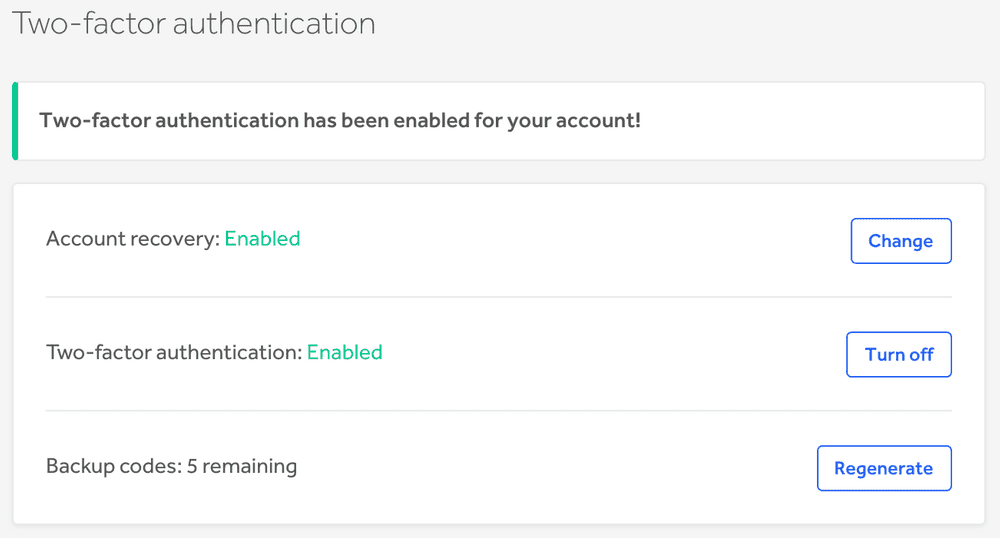 Two-factor authentication
Two-factor authentication has been enabled for your account!
Account recovery: Enabled
Change
Two-factor authentication: Enabled
Turn off
Backup codes: 5 remaining
Regenerate